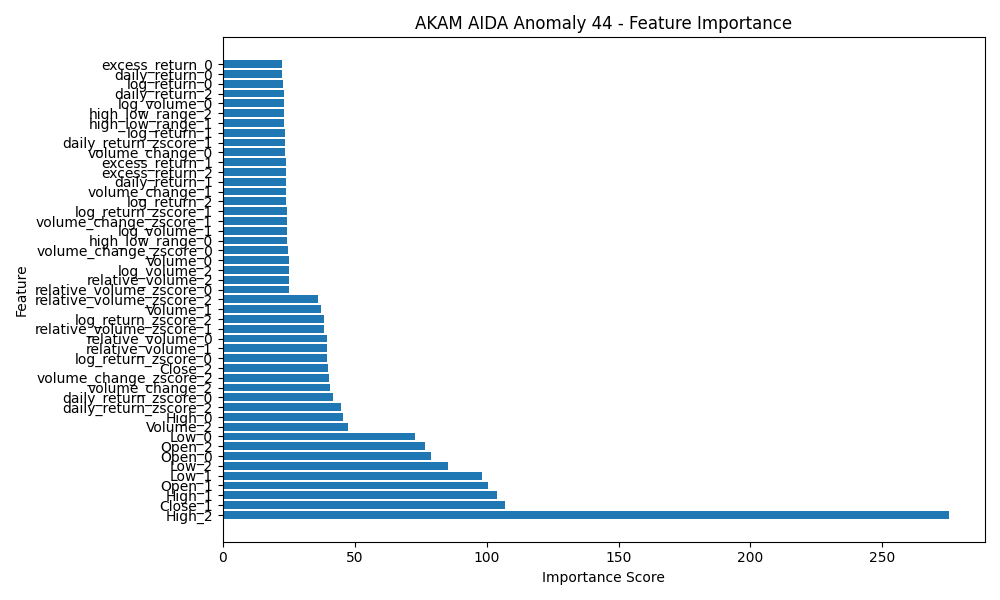 AKAM AIDA Anomaly 44 - Feature Importance
excess_return_0
daily_return_0
log_return_0
daily_return_2
log_volume_0
high_low_range_2
high_low_range_1
log_return_1
daily_return_zscore_1
volume_change_0
excess_return_1
excess_return_2
daily_return_1
volume_change_1
log_return_2
log_return_zscore_1
volume_change_zscore_1
log_volume_1
high_low_range_0
volume_change_zscore_0
Volume_0
log_volume_2
relative_volume_2
relative_volume_zscore_0
relative_volume_zscore_2
Volume_1
log_return_zscore_2
relative_volume_zscore_1
relative_volume_0
relative_volume_1
log_return_zscore_0
Close_2
volume_change_zscore_2
volume_change_2
daily_return_zscore_0
daily_return_zscore_2
High_0
Volume_2
Low_0
Open_2
Open_0
Low_2
Low_1
Open_1
High_1
Close_1
High_2
Feature
0 50 100 150 200 250
Importance Score